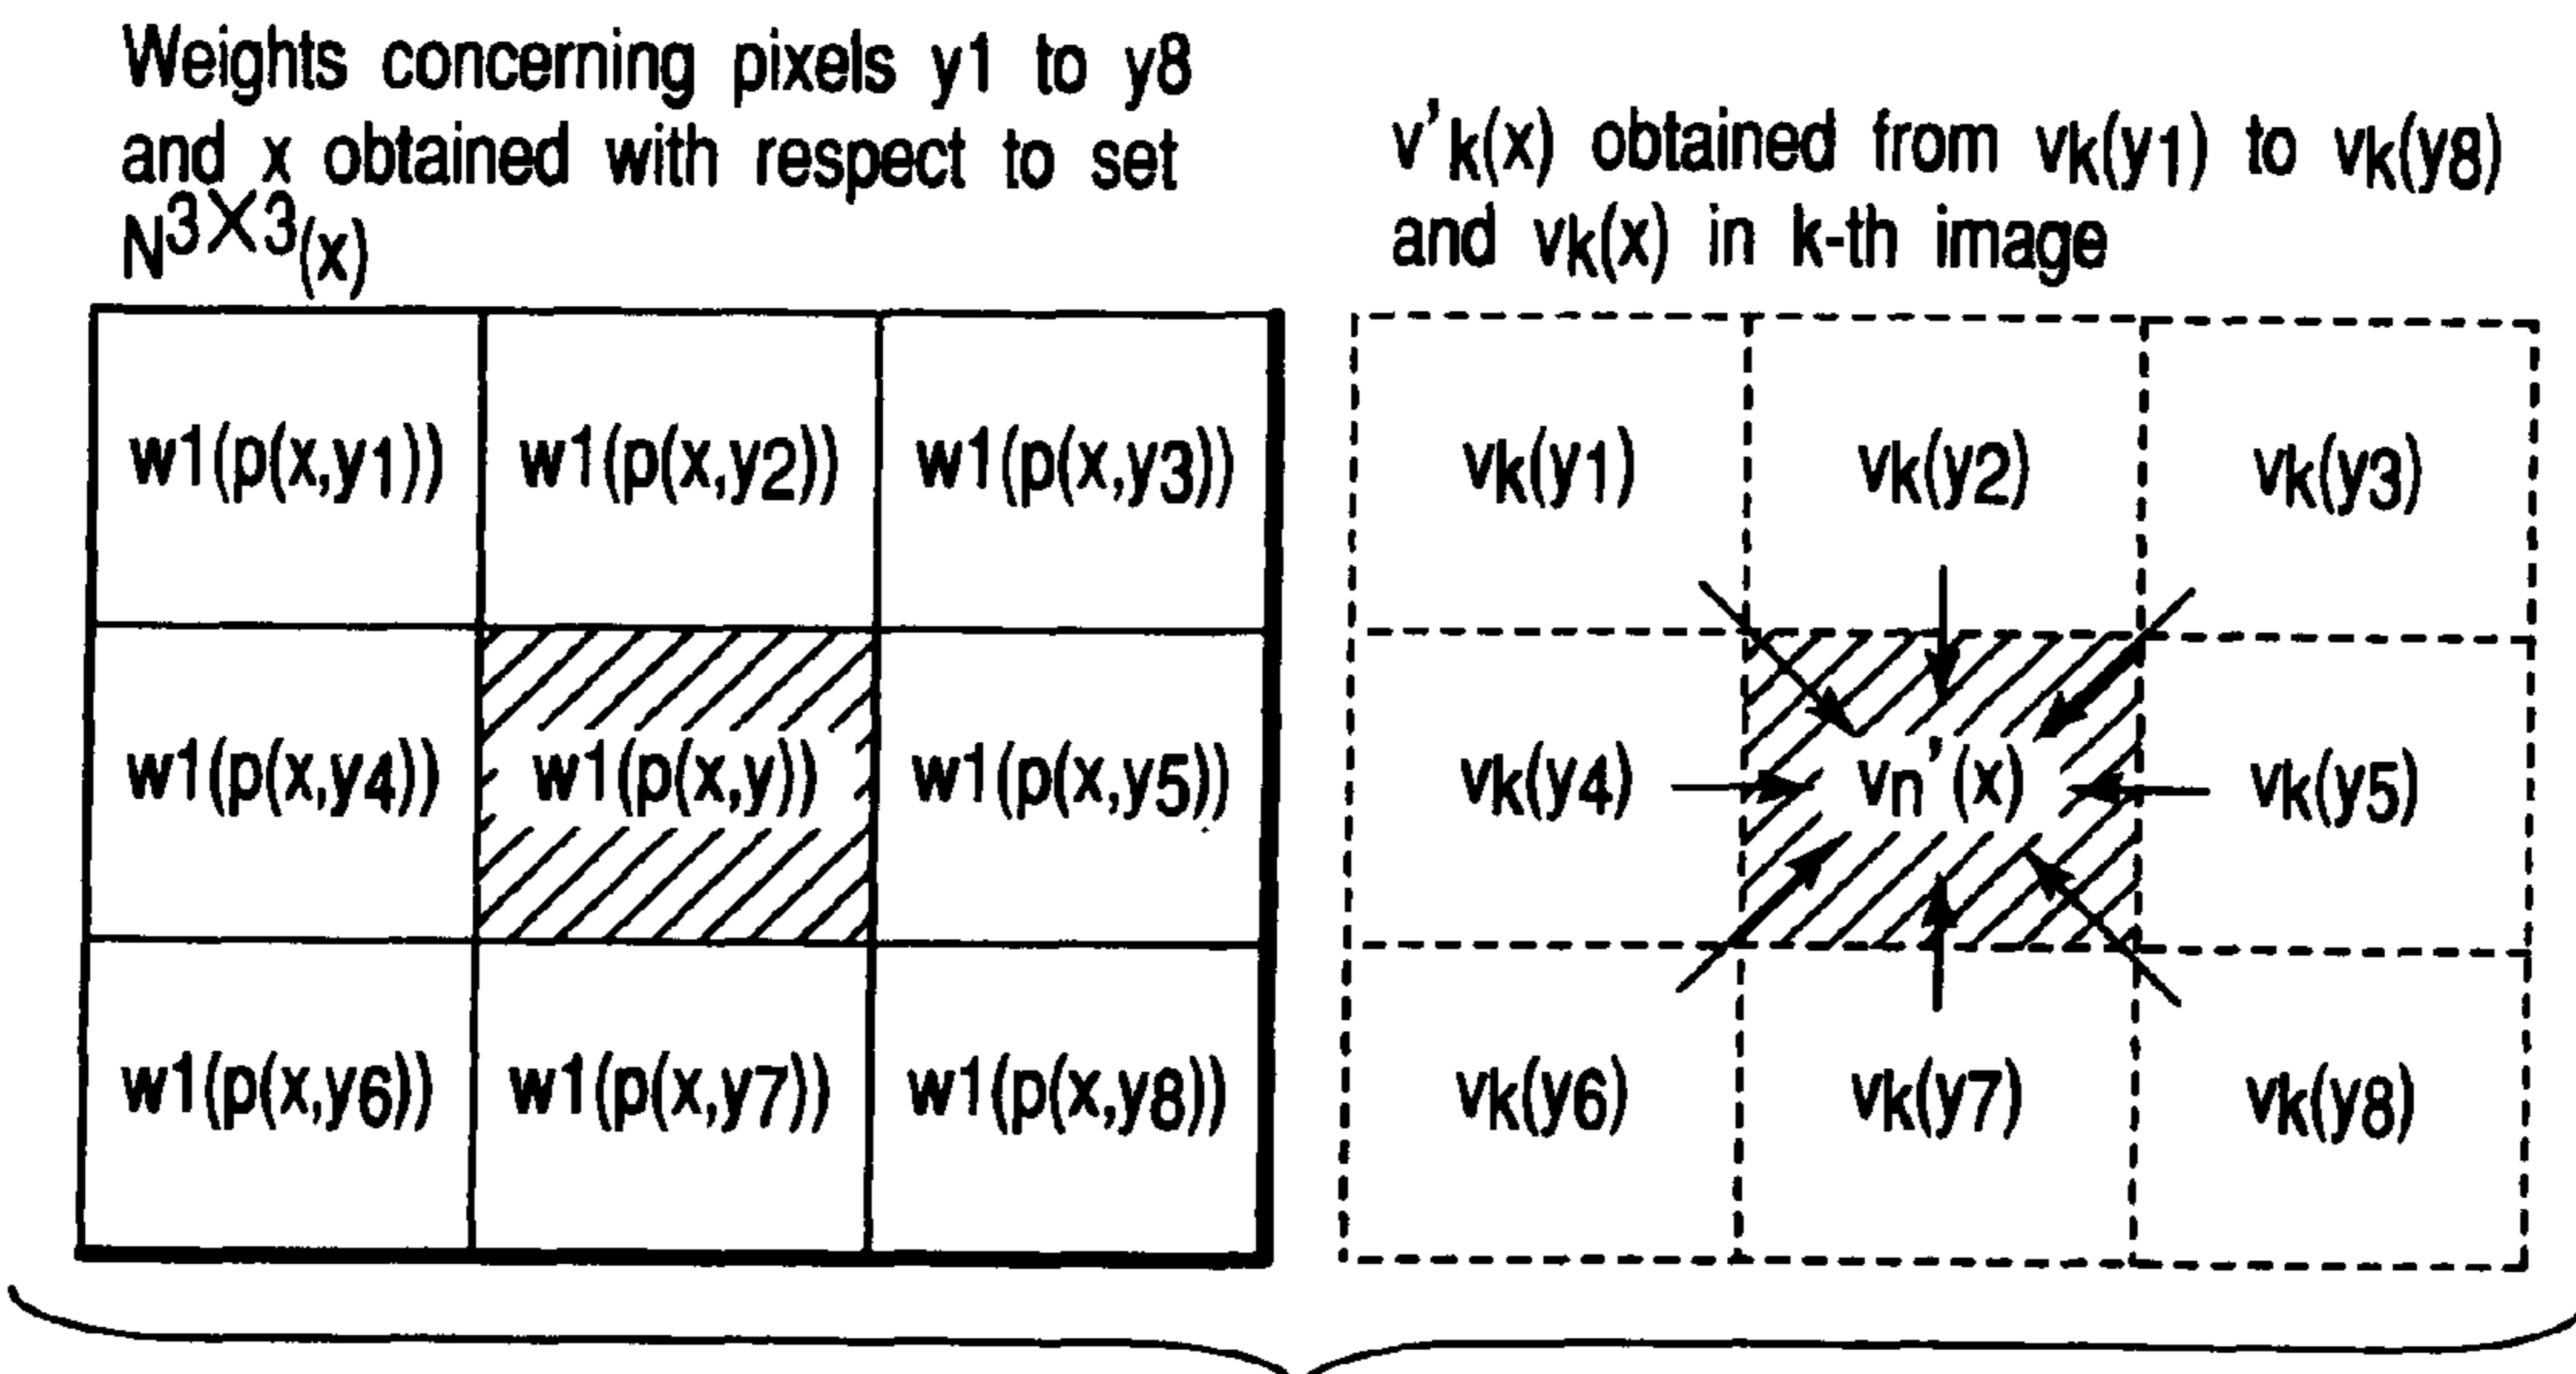 Weights concerning pixels y1 to y8
and x obtained with respect to set
N3×3(x)
v'k(x) obtained from vk(y1) to vk(y8)
and vk(x) in k-th image
w1(p(x,y1)) w1(p(x,y2)) w1(p(x,y3))
w1(p(x,y4)) w1(p(x,y)) w1(p(x,y5))
w1(p(x,y6)) w1(p(x,y7)) w1(p(x,y8))
vk(y1) vk(y2) vk(y3)
vk(y4) vn'(x) vk(y5)
vk(y6) vk(y7) vk(y8)